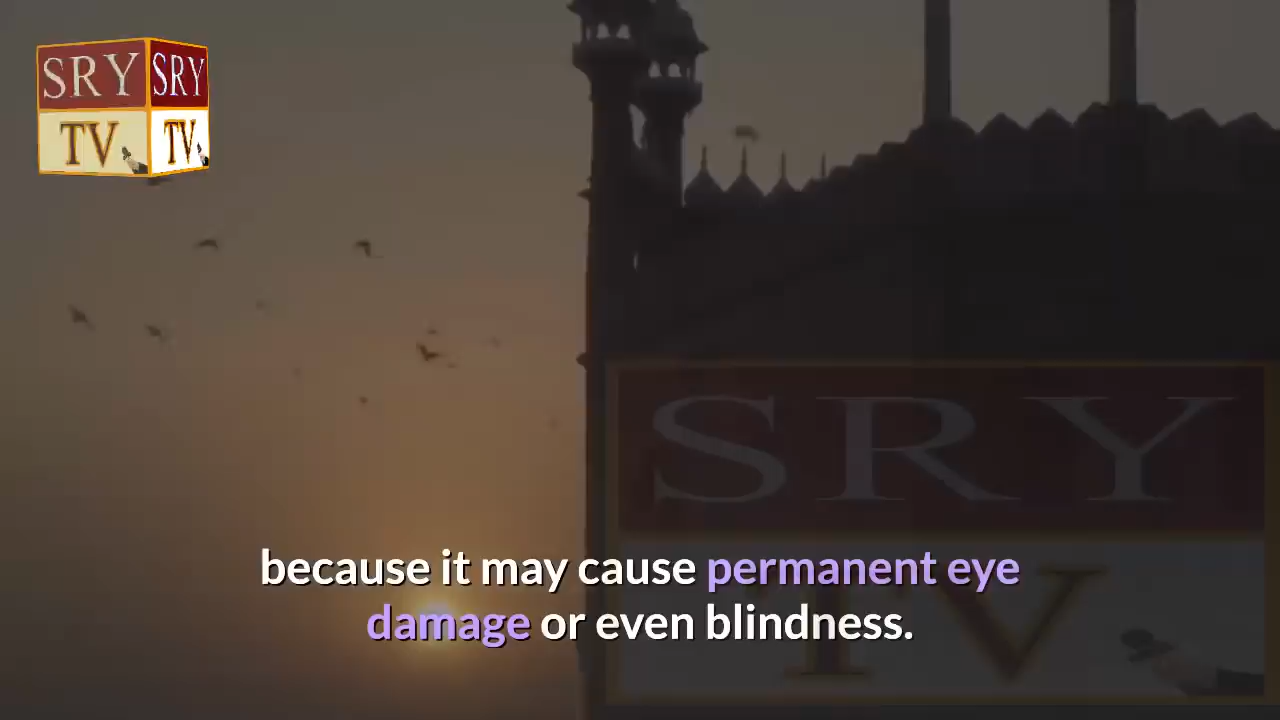 SRY SRY
TV TV
SRY
TV
because it may cause permanent eye
damage or even blindness.